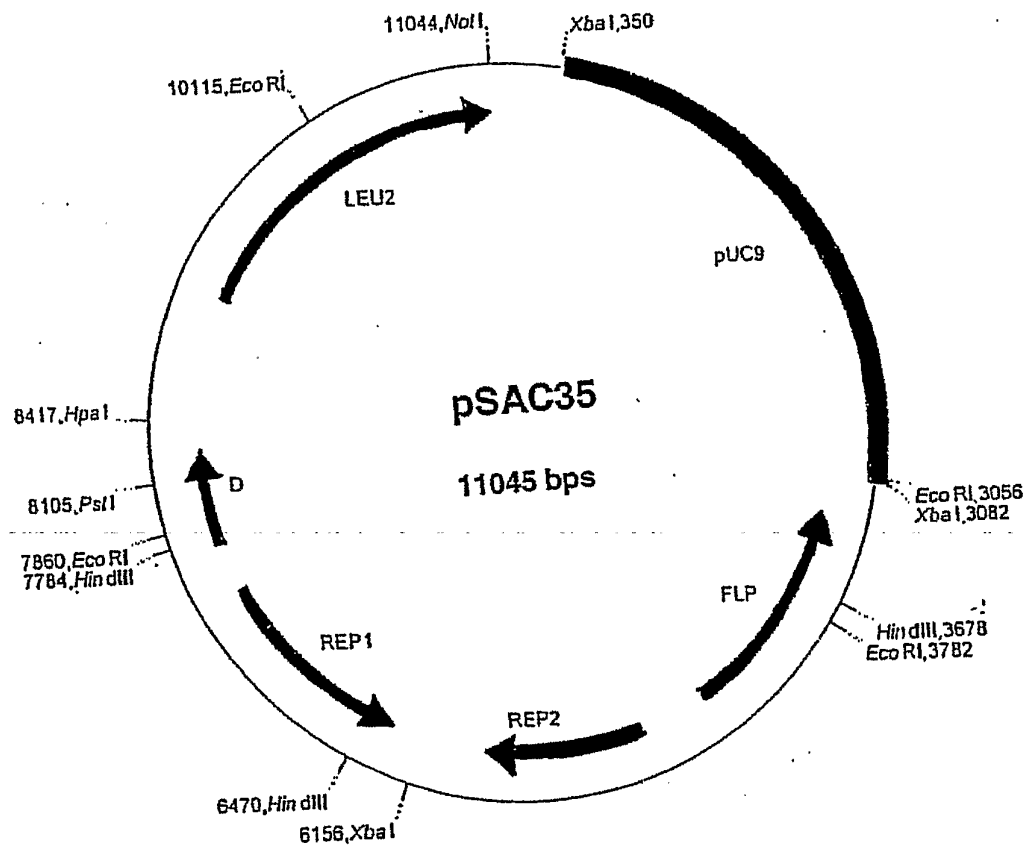 11044,NotI
XbaI,350
10115,EcoRI
LEU2
pUC9
pSAC35
8417,HpaI
11045 bps
D
8105,PstI
EcoRI,3056
XbaI,3082
7860,EcoRI
7784,HindIII
FLP
HindIII,3678
REP1
EcoRI,3782
REP2
6470,HindIII
6156,XbaI